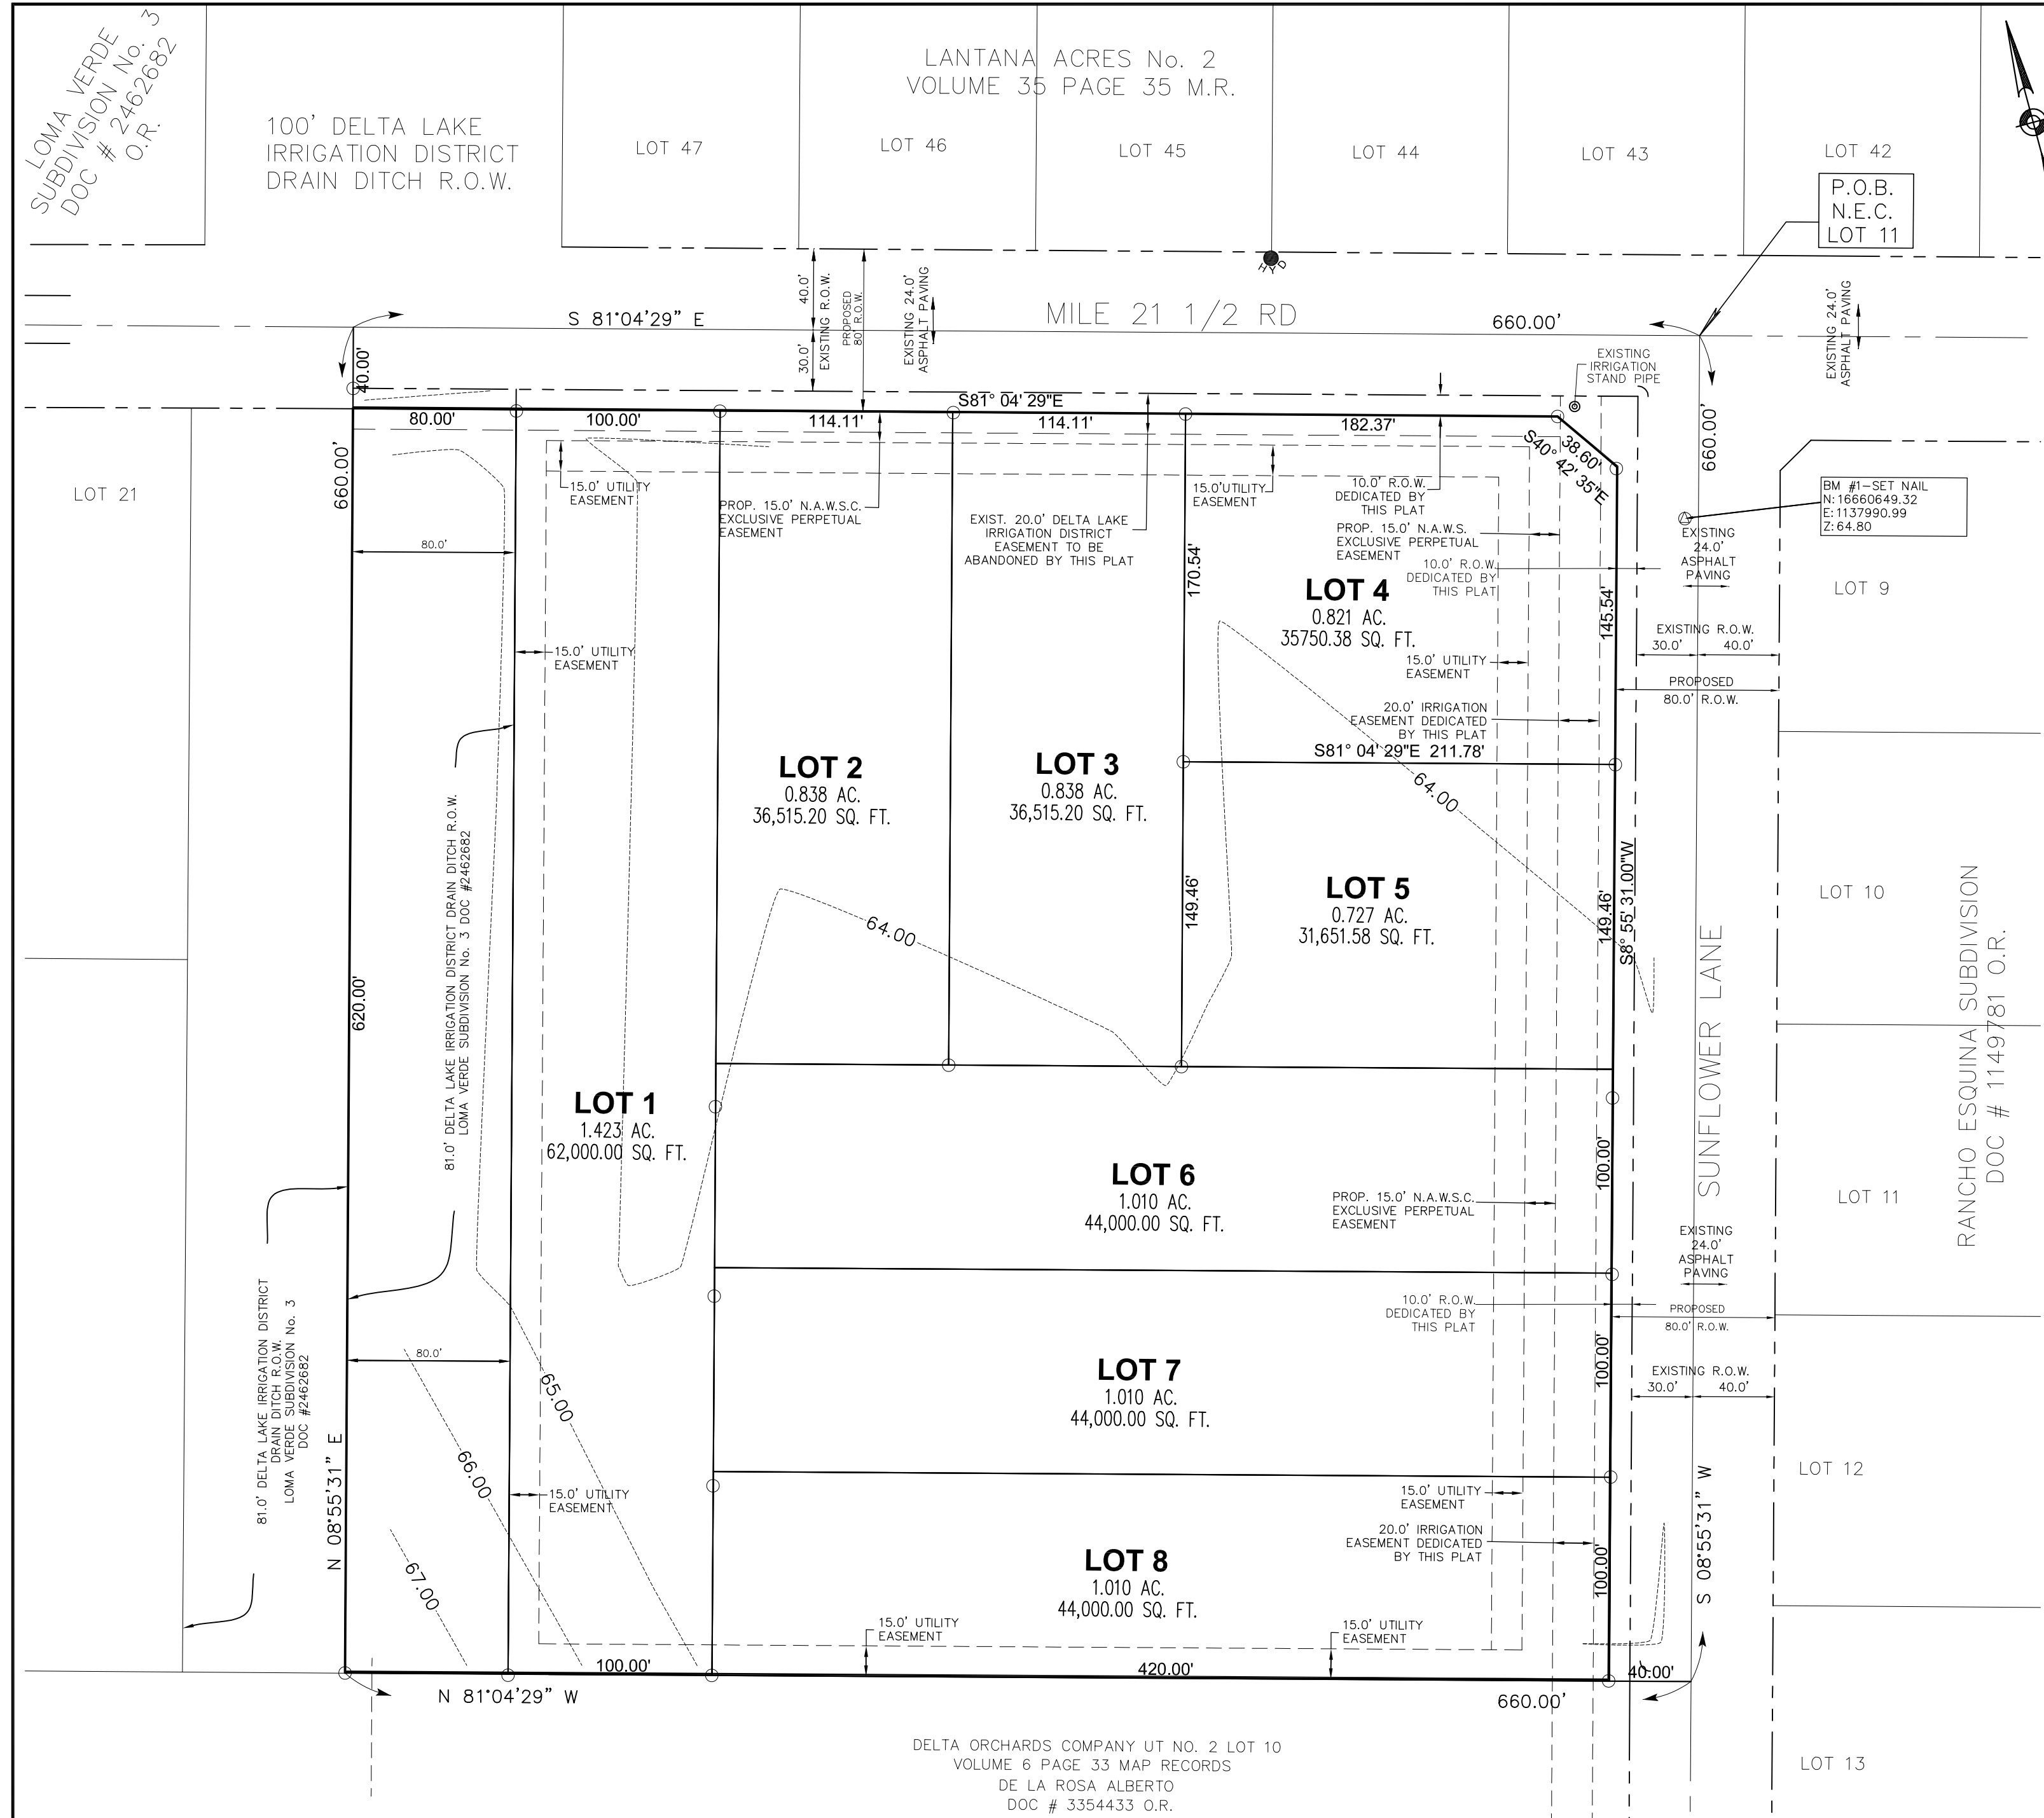 LOMA VERDE
SUBDIVISION No. 3
DOC # 2462682
O.R.
100' DELTA LAKE
IRRIGATION DISTRICT
DRAIN DITCH R.O.W.
LANTANA ACRES No. 2
VOLUME 35 PAGE 35 M.R.
LOT 47
LOT 46
LOT 45
LOT 44
LOT 43
LOT 42
P.O.B.
N.E.C.
LOT 11
HYD
S 81°04'29" E
MILE 21 1/2 RD
660.00'
40.0'
30.0'
EXISTING R.O.W.
PROPOSED
80' R.O.W.
EXISTING 24.0'
ASPHALT PAVING
EXISTING 24.0'
ASPHALT PAVING
EXISTING
IRRIGATION
STAND PIPE
40.00'
S81° 04' 29"E
80.00'
100.00'
114.11'
114.11'
182.37'
38.60'
S40° 42' 35"E
660.00'
660.00'
LOT 21
80.0'
15.0' UTILITY
EASEMENT
PROP. 15.0' N.A.W.S.C.
EXCLUSIVE PERPETUAL
EASEMENT
EXIST. 20.0' DELTA LAKE
IRRIGATION DISTRICT
EASEMENT TO BE
ABANDONED BY THIS PLAT
15.0'UTILITY
EASEMENT
10.0' R.O.W.
DEDICATED BY
THIS PLAT
PROP. 15.0' N.A.W.S.
EXCLUSIVE PERPETUAL
EASEMENT
10.0' R.O.W.
DEDICATED BY
THIS PLAT
BM #1-SET NAIL
N:16660649.32
E:1137990.99
Z:64.80
EXISTING
24.0'
ASPHALT
PAVING
LOT 9
170.54'
LOT 4
0.821 AC.
35750.38 SQ. FT.
145.54'
EXISTING R.O.W.
30.0'
40.0'
15.0' UTILITY
EASEMENT
15.0' UTILITY
EASEMENT
PROPOSED
80.0' R.O.W.
20.0' IRRIGATION
EASEMENT DEDICATED
BY THIS PLAT
S81° 04' 29"E 211.78'
LOT 2
0.838 AC.
36,515.20 SQ. FT.
LOT 3
0.838 AC.
36,515.20 SQ. FT.
64.00
64.00
LOT 5
0.727 AC.
31,651.58 SQ. FT.
149.46'
149.46'
S8° 55' 31.00"W
LOT 10
RANCHO ESQUINA SUBDIVISION
DOC # 1149781 O.R.
SUNFLOWER LANE
620.00'
81.0' DELTA LAKE IRRIGATION DISTRICT DRAIN DITCH R.O.W.
LOMA VERDE SUBDIVISION No. 3 DOC #2462682
LOT 1
1.423 AC.
62,000.00 SQ. FT.
LOT 6
1.010 AC.
44,000.00 SQ. FT.
PROP. 15.0' N.A.W.S.C.
EXCLUSIVE PERPETUAL
EASEMENT
100.00'
LOT 11
EXISTING
24.0'
ASPHALT
PAVING
10.0' R.O.W.
DEDICATED BY
THIS PLAT
PROPOSED
80.0' R.O.W.
81.0' DELTA LAKE IRRIGATION DISTRICT
DRAIN DITCH R.O.W.
LOMA VERDE SUBDIVISION No. 3
DOC #2462682
80.0'
LOT 7
1.010 AC.
44,000.00 SQ. FT.
100.00'
EXISTING R.O.W.
30.0'
40.0'
65.00
66.00
67.00
N 08°55'31" E
15.0' UTILITY
EASEMENT
15.0' UTILITY
EASEMENT
20.0' IRRIGATION
EASEMENT DEDICATED
BY THIS PLAT
LOT 12
LOT 8
1.010 AC.
44,000.00 SQ. FT.
100.00'
S 08°55'31" W
15.0' UTILITY
EASEMENT
15.0' UTILITY
EASEMENT
100.00'
420.00'
40.00'
N 81°04'29" W
660.00'
DELTA ORCHARDS COMPANY UT NO. 2 LOT 10
VOLUME 6 PAGE 33 MAP RECORDS
DE LA ROSA ALBERTO
DOC # 3354433 O.R.
LOT 13